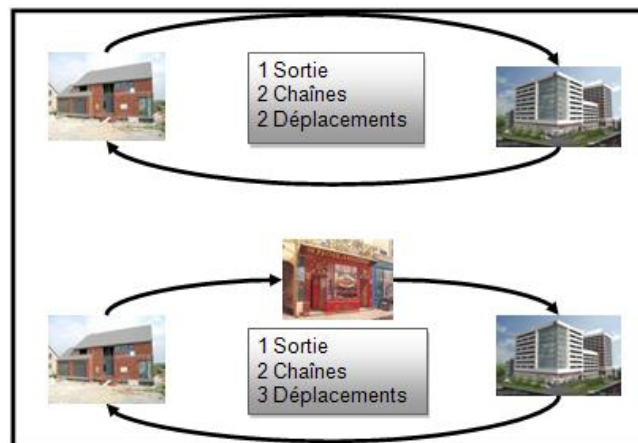 1 Sortie
2 Chaînes
2 Déplacements
1 Sortie
2 Chaînes
3 Déplacements